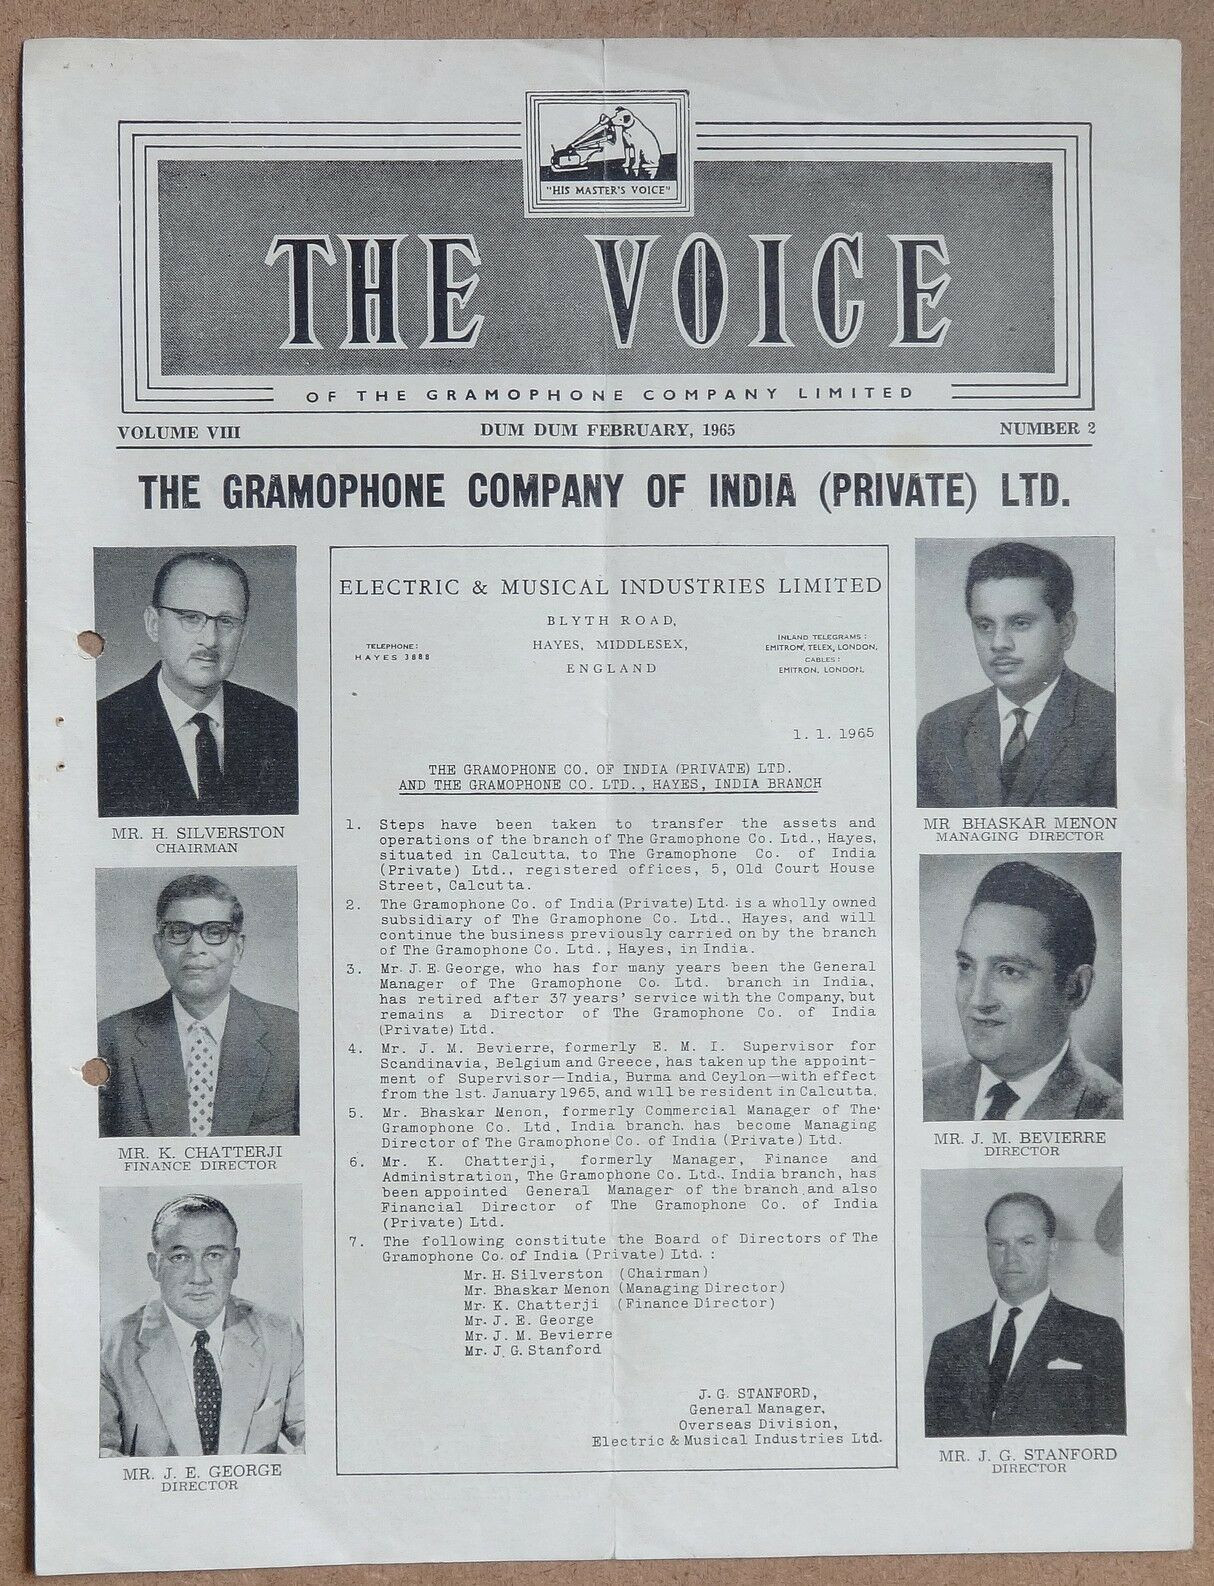 "HIS MASTER'S VOICE"
THE VOICE
OF THE GRAMOPHONE COMPANY LIMITED
VOLUME VIII DUM DUM FEBRUARY, 1965 NUMBER 2
THE GRAMOPHONE COMPANY OF INDIA (PRIVATE) LTD.
MR. H. SILVERSTON
CHAIRMAN
MR. K. CHATTERJI
FINANCE DIRECTOR
MR. J. E. GEORGE
DIRECTOR
ELECTRIC & MUSICAL INDUSTRIES LIMITED
BLYTH ROAD,
HAYES, MIDDLESEX,
ENGLAND
TELEPHONE:
HAYES 3888
INLAND TELEGRAMS:
EMITRON, TELEX, LONDON.
CABLES:
EMITRON, LONDON.
1. 1. 1965
THE GRAMOPHONE CO. OF INDIA (PRIVATE) LTD.
AND THE GRAMOPHONE CO. LTD., HAYES, INDIA BRANCH
1. Steps have been taken to transfer the assets and
operations of the branch of The Gramophone Co. Ltd., Hayes,
situated in Calcutta, to The Gramophone Co. of India
(Private) Ltd., registered offices, 5, Old Court House
Street, Calcutta.
2. The Gramophone Co. of India (Private) Ltd. is a wholly owned
subsidiary of The Gramophone Co. Ltd., Hayes, and will
continue the business previously carried on by the branch
of The Gramophone Co. Ltd., Hayes, in India.
3. Mr. J. E. George, who has for many years been the General
Manager of The Gramophone Co. Ltd. branch in India,
has retired after 37 years' service with the Company, but
remains a Director of The Gramophone Co. of India
(Private) Ltd.
4. Mr. J. M. Bevierre, formerly E. M. I. Supervisor for
Scandinavia, Belgium and Greece, has taken up the appoint-
ment of Supervisor—India, Burma and Ceylon—with effect
from the 1st. January 1965, and will be resident in Calcutta.
5. Mr. Bhaskar Menon, formerly Commercial Manager of The
Gramophone Co. Ltd, India branch, has become Managing
Director of The Gramophone Co. of India (Private) Ltd.
6. Mr. K. Chatterji, formerly Manager, Finance and
Administration, The Gramophone Co. Ltd., India branch, has
been appointed General Manager of the branch and also
Financial Director of The Gramophone Co. of India
(Private) Ltd.
7. The following constitute the Board of Directors of The
Gramophone Co. of India (Private) Ltd. :
Mr. H. Silverston (Chairman)
Mr. Bhaskar Menon (Managing Director)
Mr. K. Chatterji (Finance Director)
Mr. J. E. George
Mr. J. M. Bevierre
Mr. J. G. Stanford
J. G. STANFORD,
General Manager,
Overseas Division,
Electric & Musical Industries Ltd.
MR BHASKAR MENON
MANAGING DIRECTOR
MR. J. M. BEVIERRE
DIRECTOR
MR. J. G. STANFORD
DIRECTOR